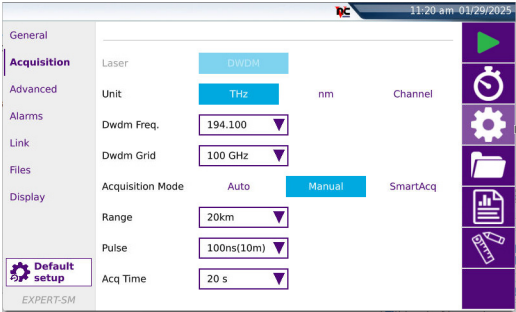 11:20 am 01/29/2025
General
Acquisition
Advanced
Alarms
Link
Files
Display
Default
setup
EXPERT-SM
Laser DWDM
Unit THz nm Channel
Dwdm Freq. 194.100
Dwdm Grid 100 GHz
Acquisition Mode Auto Manual SmartAcq
Range 20km
Pulse 100ns(10m)
Acq Time 20 s